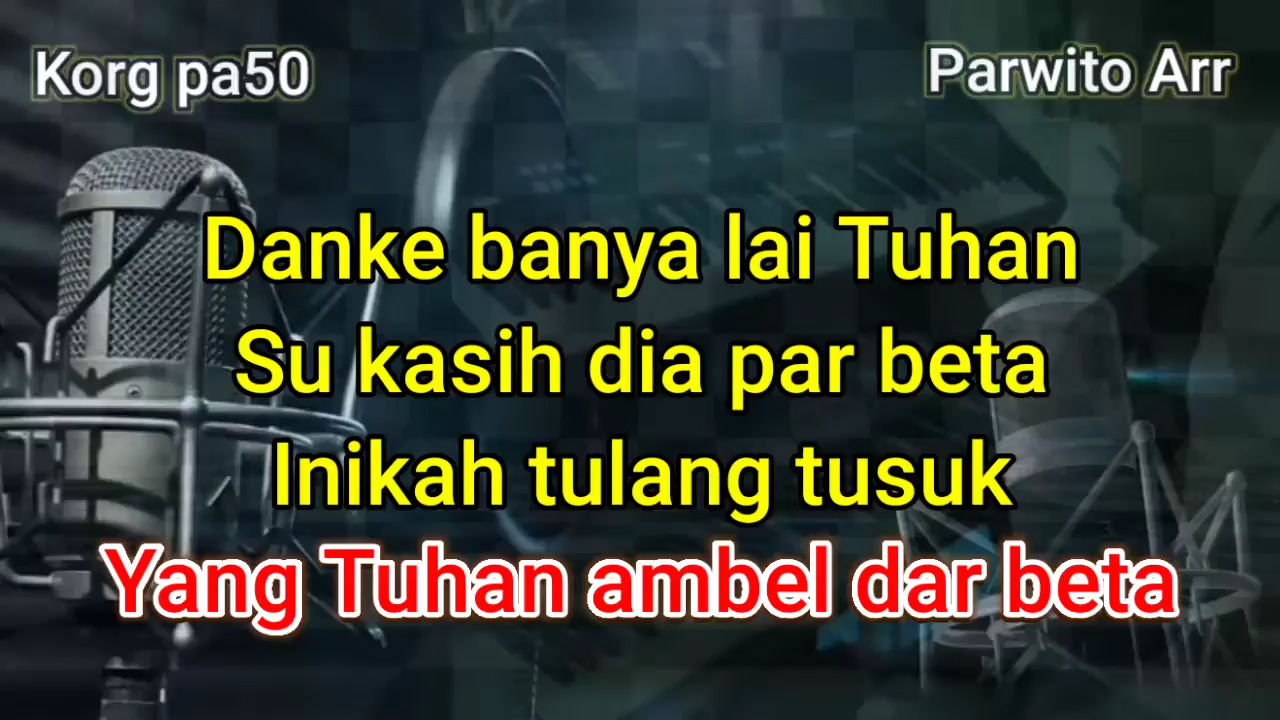 Korg pa50
Parwito Arr
Danke banya lai Tuhan
Su kasih dia par beta
Inikah tulang tusuk
Yang Tuhan ambel dar beta